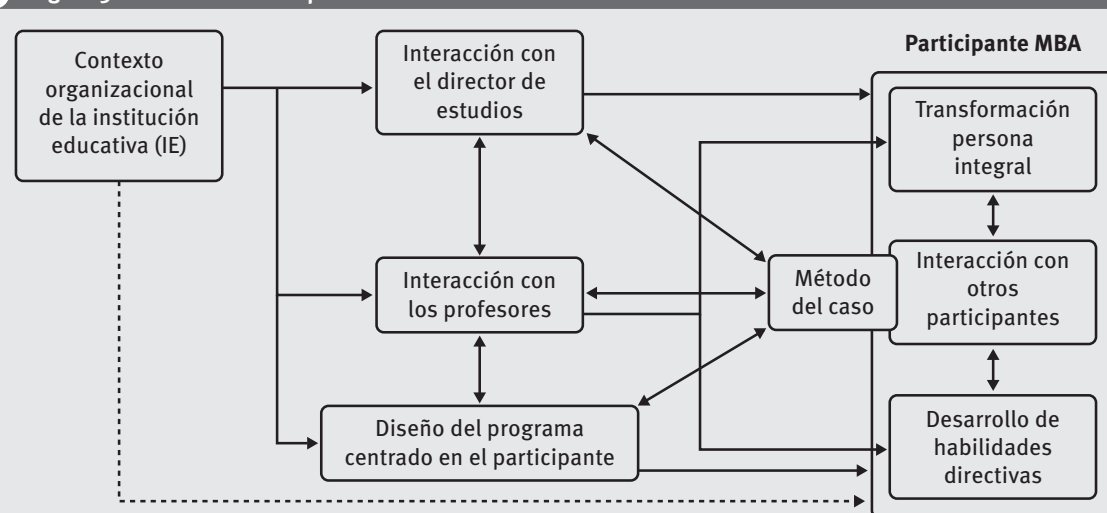 Participante MBA
Contexto
organizacional
de la institución
educativa (IE)
Interacción con
el director de
estudios
Transformación
persona
integral
Interacción con
los profesores
Método
del caso
Interacción con
otros
participantes
Diseño del programa
centrado en el participante
Desarrollo de
habilidades
directivas